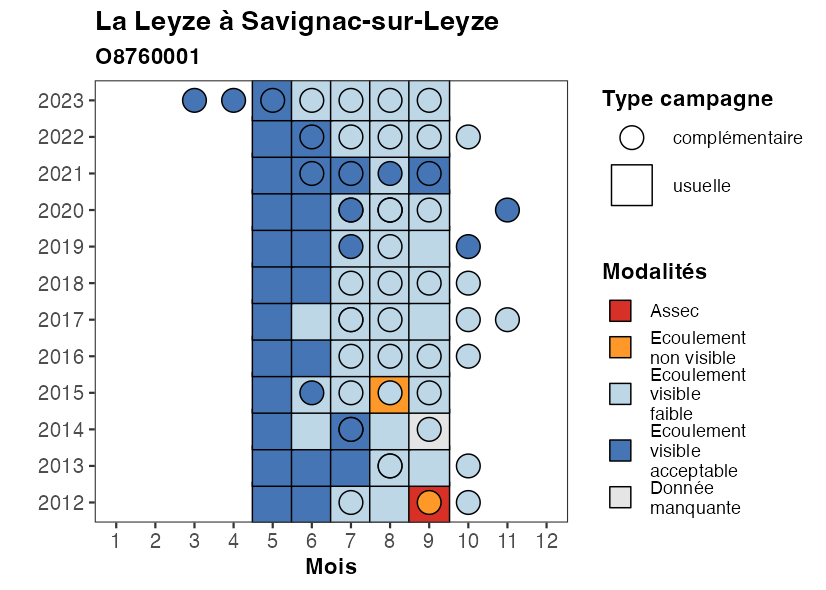 La Leyze à Savignac-sur-Leyze
O8760001
2023
2022
2021
2020
2019
2018
2017
2016
2015
2014
2013
2012
1 2 3 4 5 6 7 8 9 10 11 12
Mois
Type campagne
complémentaire
usuelle
Modalités
Assec
Ecoulement
non visible
Ecoulement
visible
faible
Ecoulement
visible
acceptable
Donnée
manquante